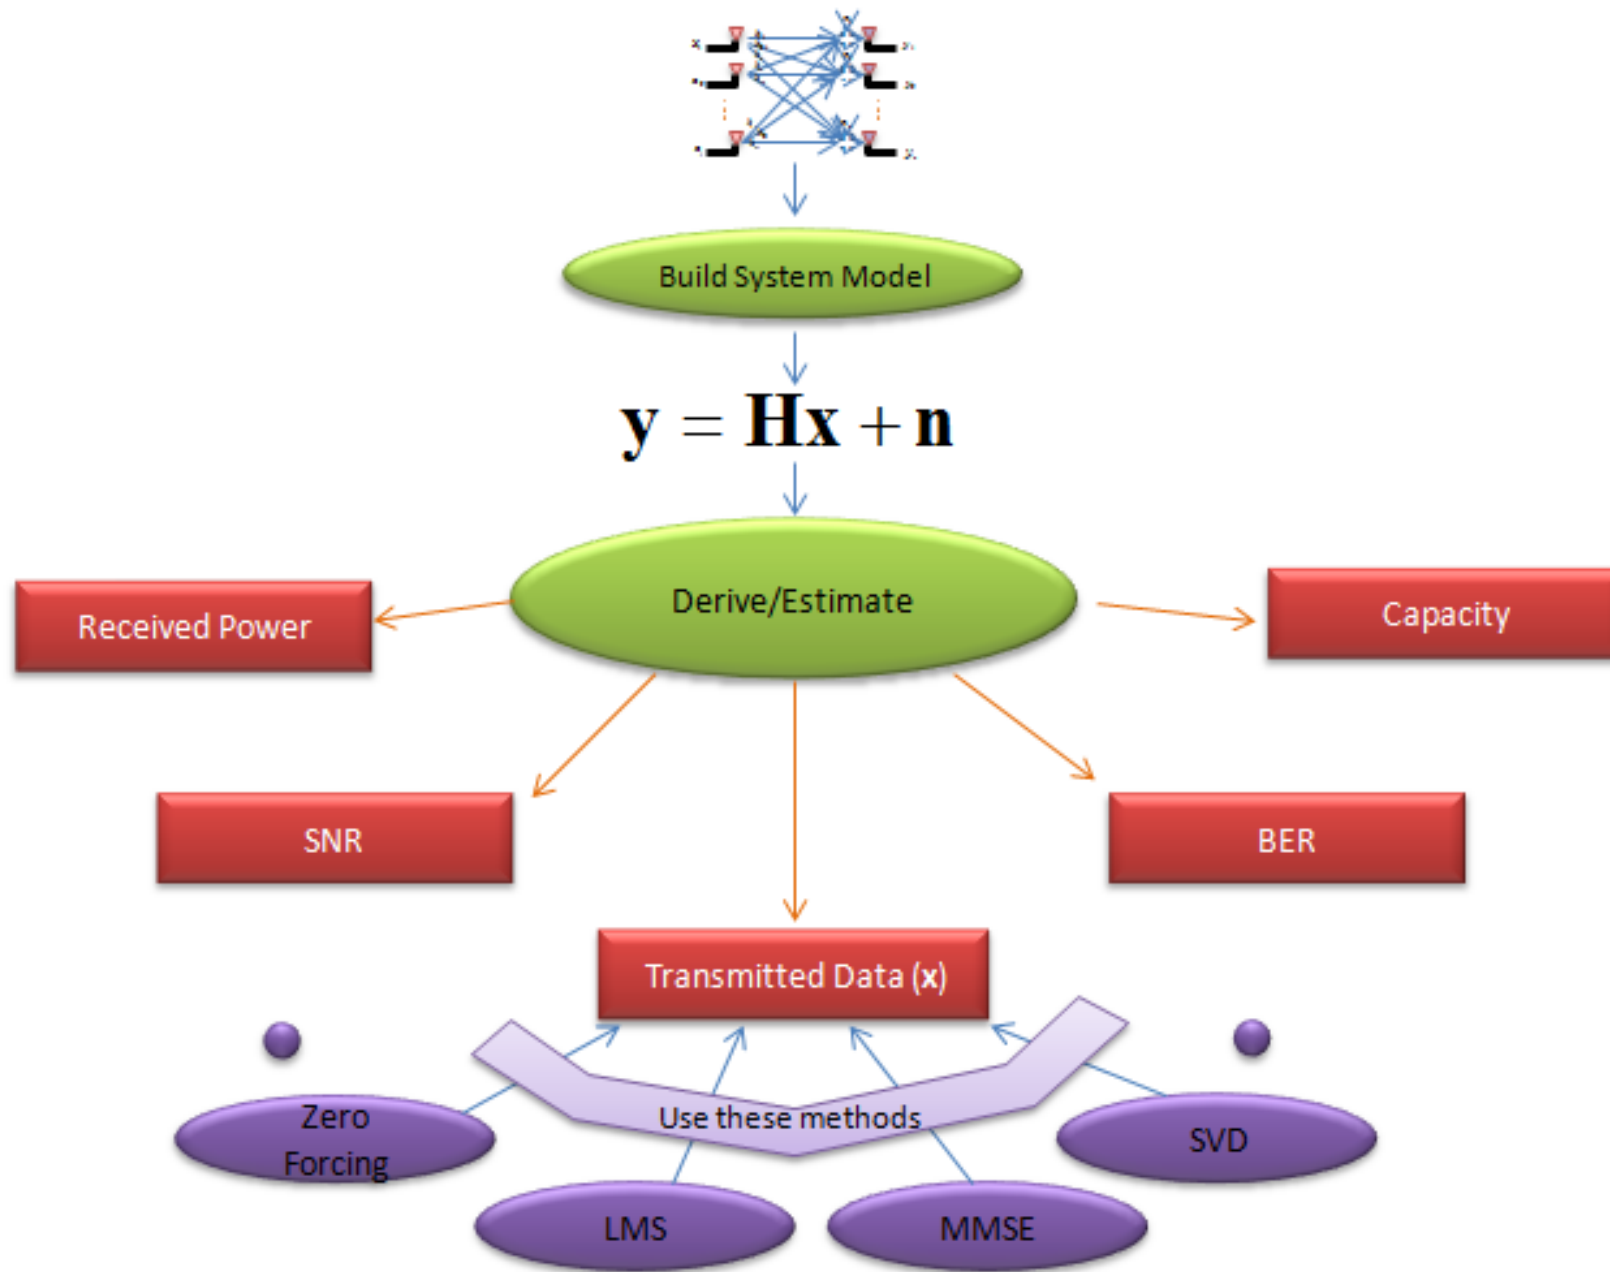 Build System Model
y = Hx + n
Derive/Estimate
Received Power
Capacity
SNR
BER
Transmitted Data (x)
Use these methods
Zero
Forcing
SVD
LMS
MMSE